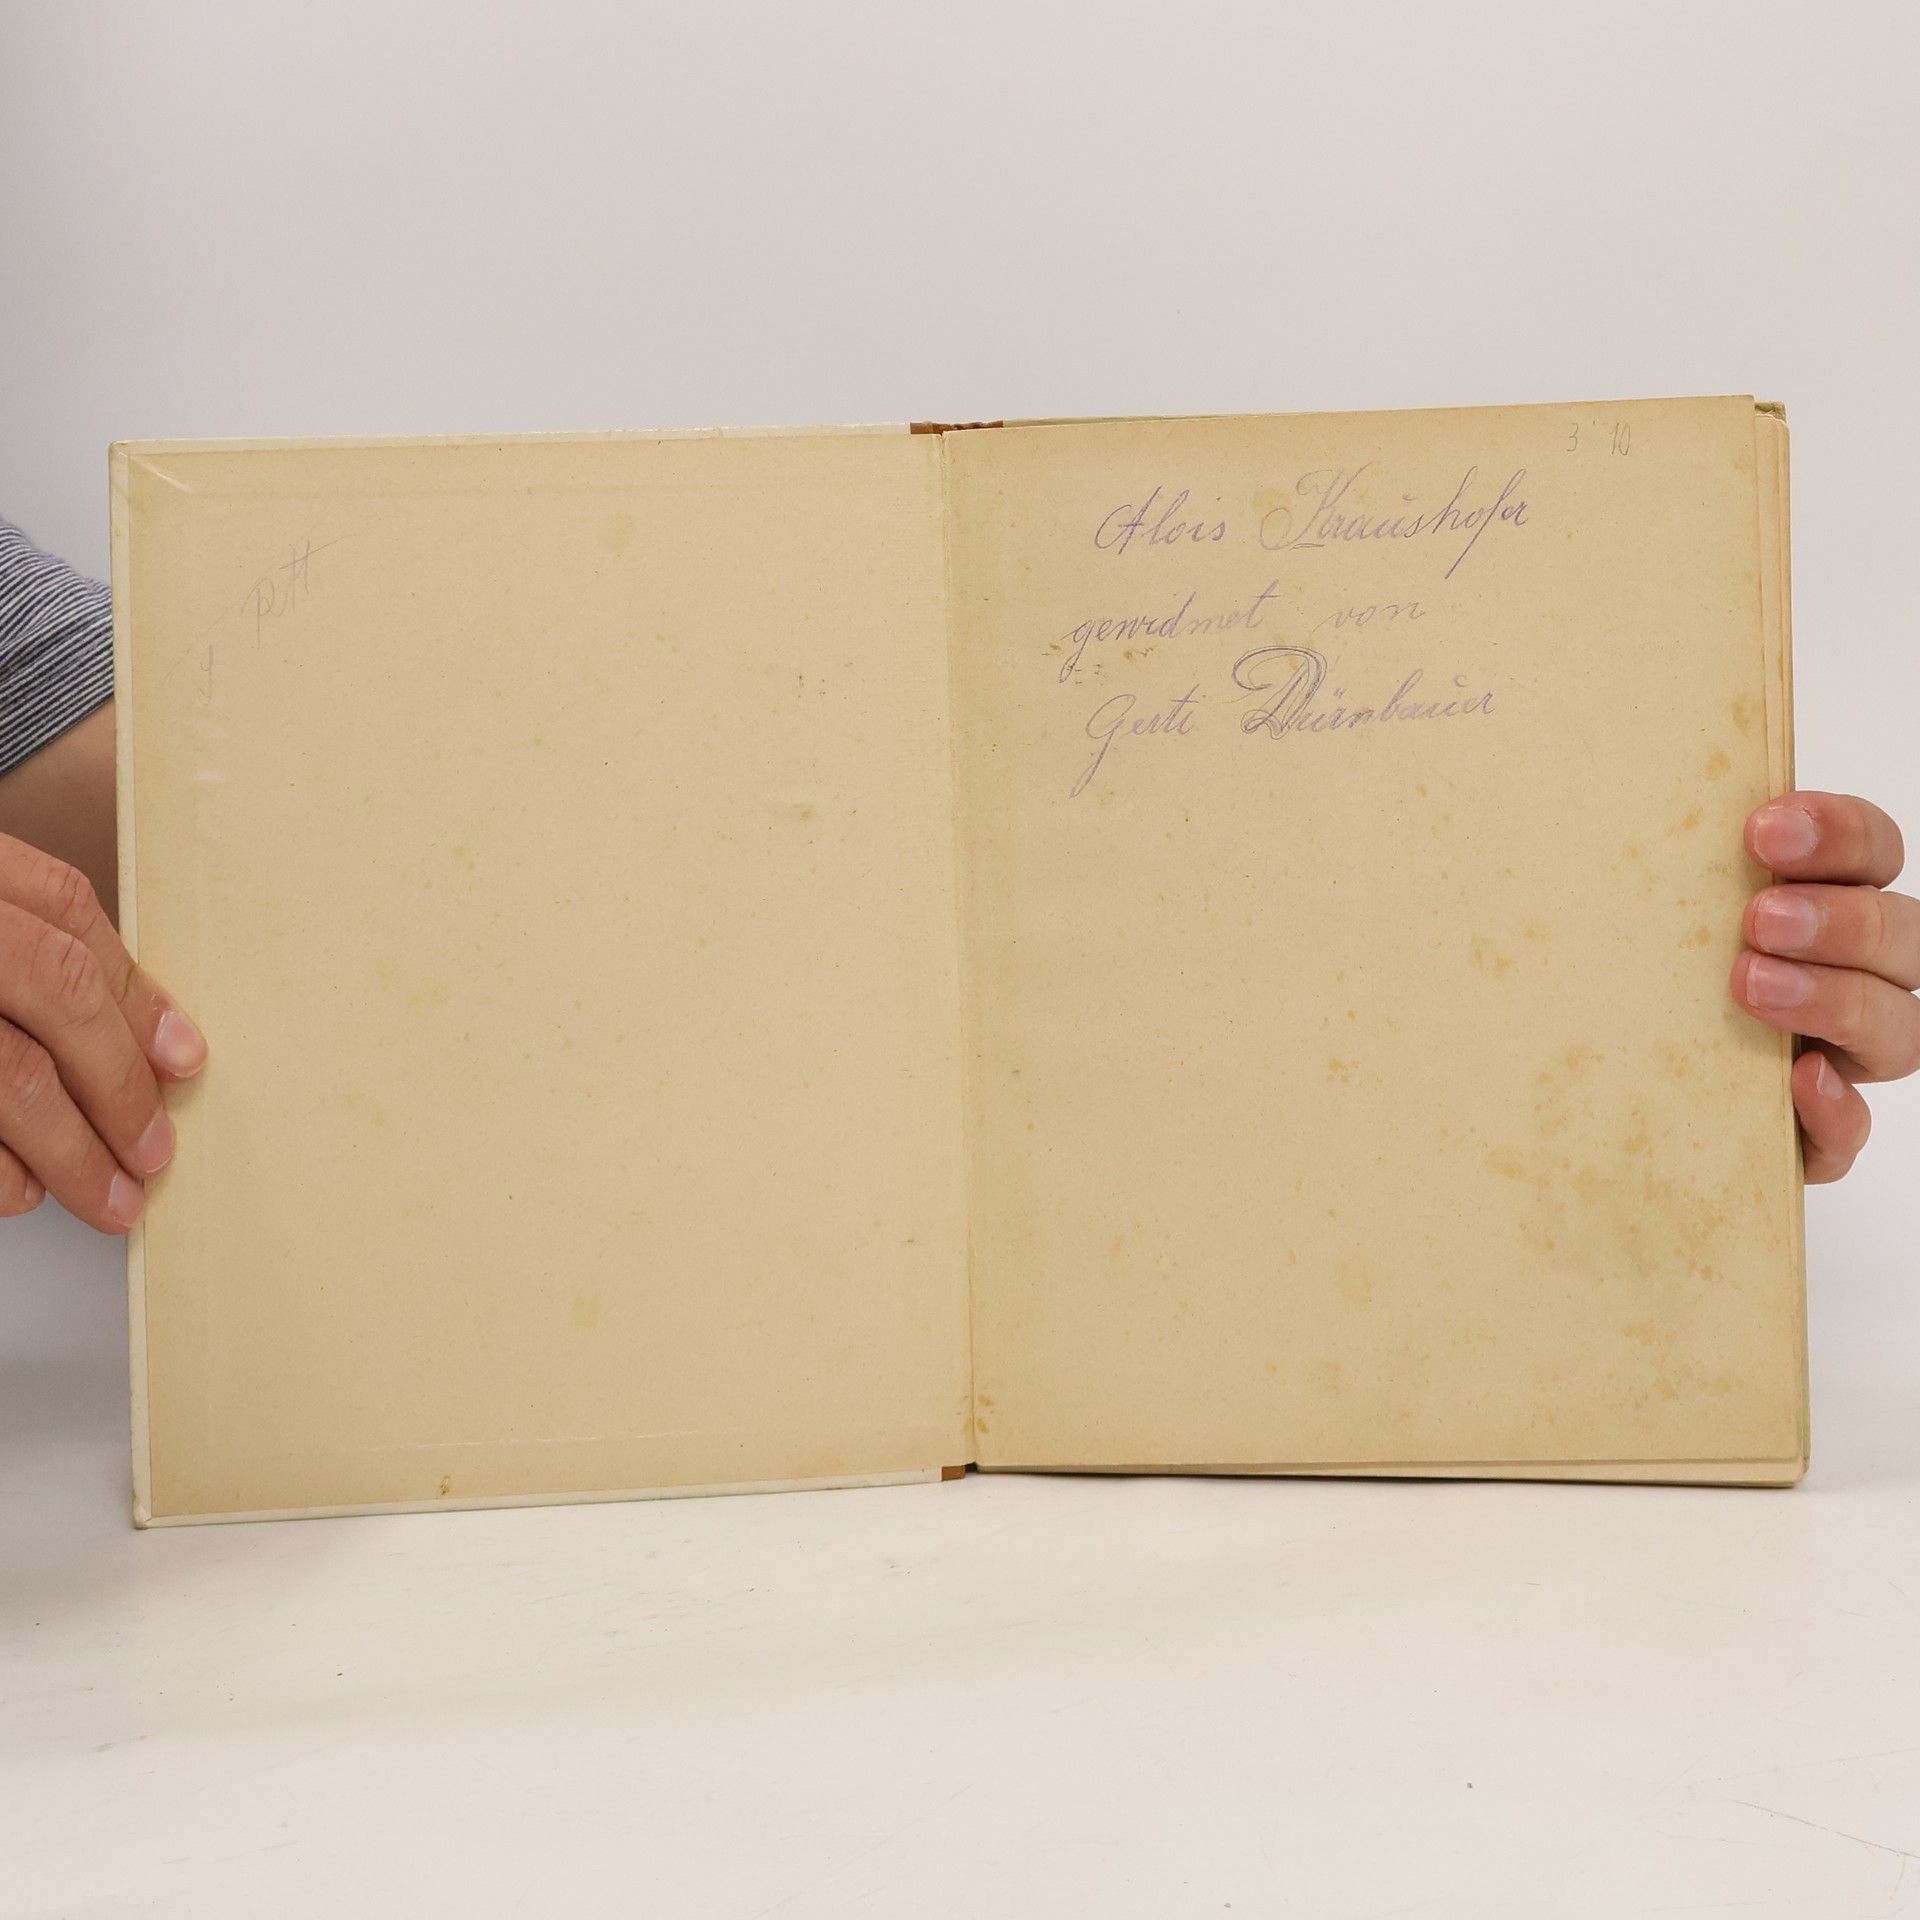 3 10
Alois Kraushofer
gewidmet von
Gerti Dürnbauer